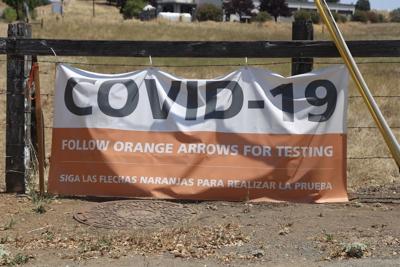 COVID-19
FOLLOW ORANGE ARROWS FOR TESTING
SIGA LAS FLECHAS NARANJAS PARA REALIZAR LA PRUEBA